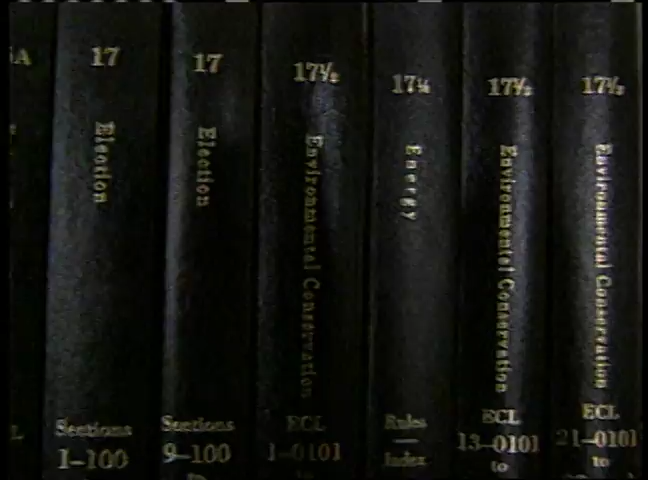 A
17
Election
Sections
1-100
17
Election
Sections
9-100
17½
Environmental Conservation
ECL
1-0101
to
17¼
Energy
Rules
—
Index
17½
Environmental Conservation
ECL
13-0101
to
17½
Environmental Conservation
ECL
21-0101
to
L